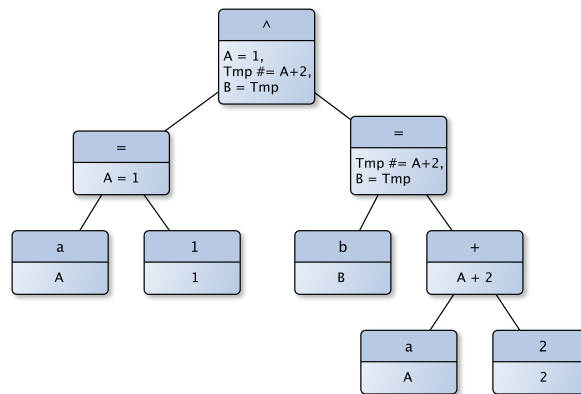 ^
A = 1,
Tmp #= A+2,
B = Tmp
=
A = 1
=
Tmp #= A+2,
B = Tmp
a
A
1
1
b
B
+
A + 2
a
A
2
2